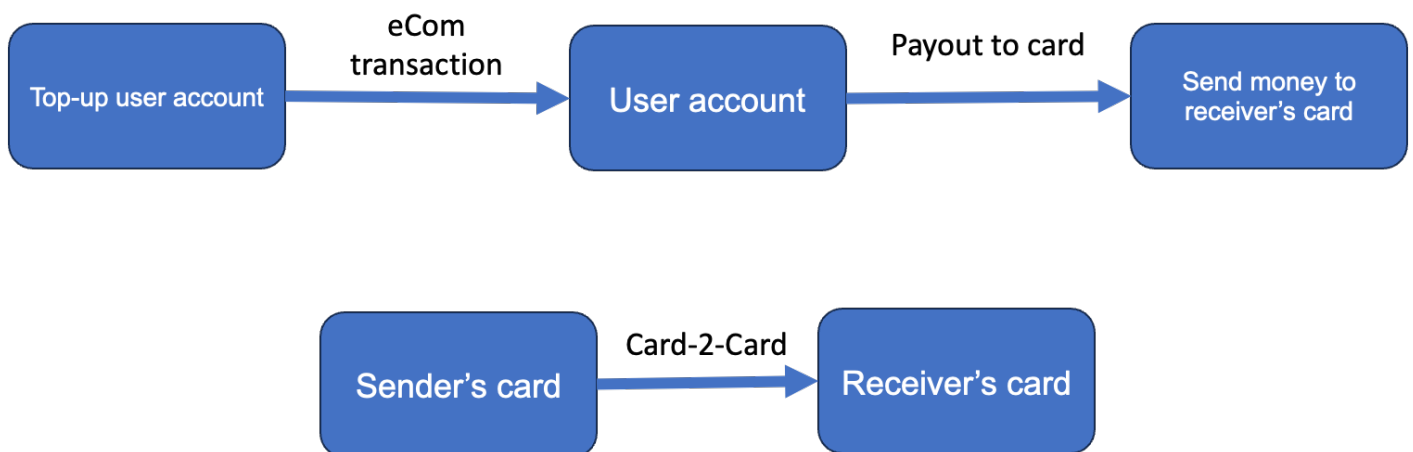 eCom
transaction
Payout to card
Top-up user account
User account
Send money to
receiver’s card
Card-2-Card
Sender’s card
Receiver’s card